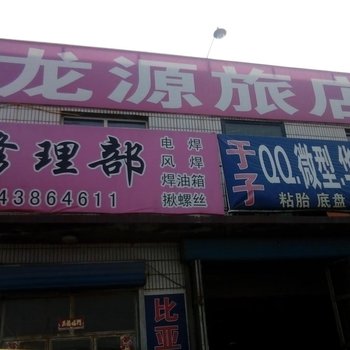 龙源旅店
修理部
43864611
电焊
风焊
焊油箱
揪螺丝
于子
QQ.微型.华
粘胎 底盘
比亚